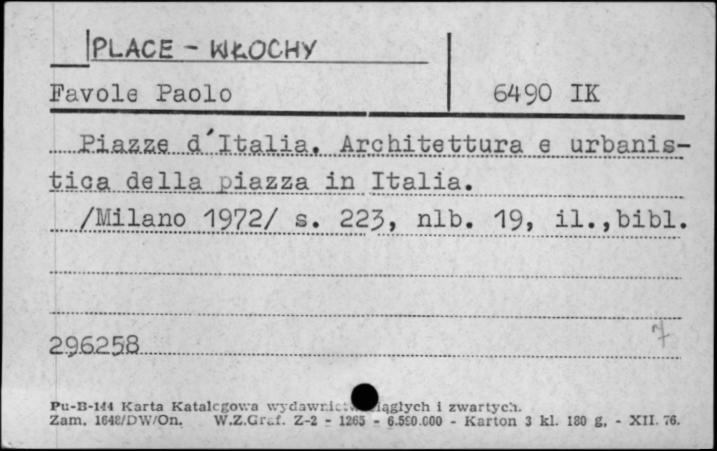 PLACE - WŁOCHY
Favole Paolo 6490 IK
Piazze d'Italia. Architettura e urbanis-
tica della piazza in Italia.
/Milano 1972/ s. 223, nlb. 19, il., bibl.
296258
Pu-B-144 Karta Katalogowa wydawnictw ciągłych i zwartych.
Zam. 1648/DW/On. W.Z.Graf. Z-2 - 1265 - 6.590.000 - Karton 3 kl. 180 g. - XII. 76.